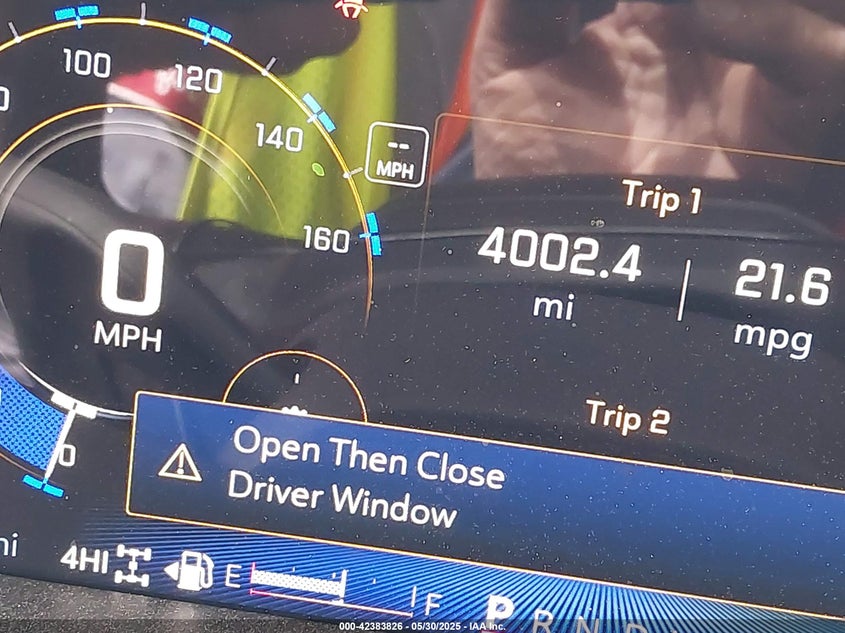 100
120
140
160
-- MPH
0
MPH
Trip 1
4002.4 mi
21.6 mpg
Trip 2
0
Open Then Close
Driver Window
4HI
E
F
P R N D
000-42383826 - 05/30/2025 - IAA Inc.